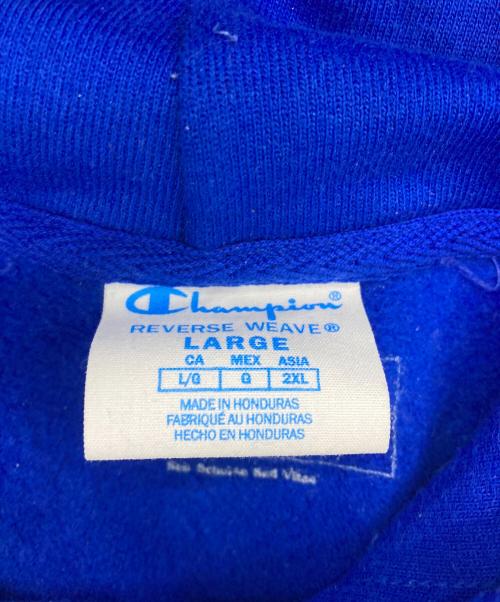 Champion®
REVERSE WEAVE®
LARGE
CA MEX ASIA
L/G G 2XL
MADE IN HONDURAS
FABRIQUÉ AU HONDURAS
HECHO EN HONDURAS